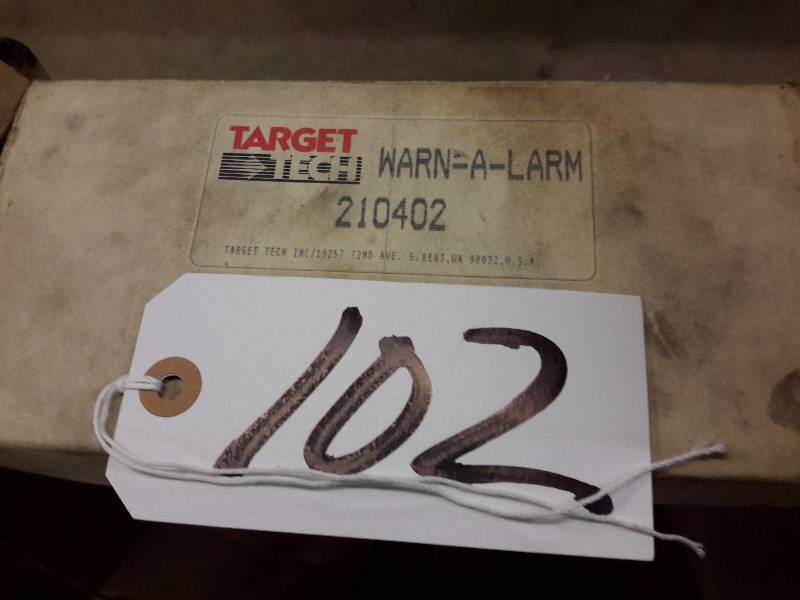 TARGET
TECH WARN-A-LARM
210402
TARGET TECH INC/19257 72ND AVE. S.KENT,WA 98032,U.S.A.
102